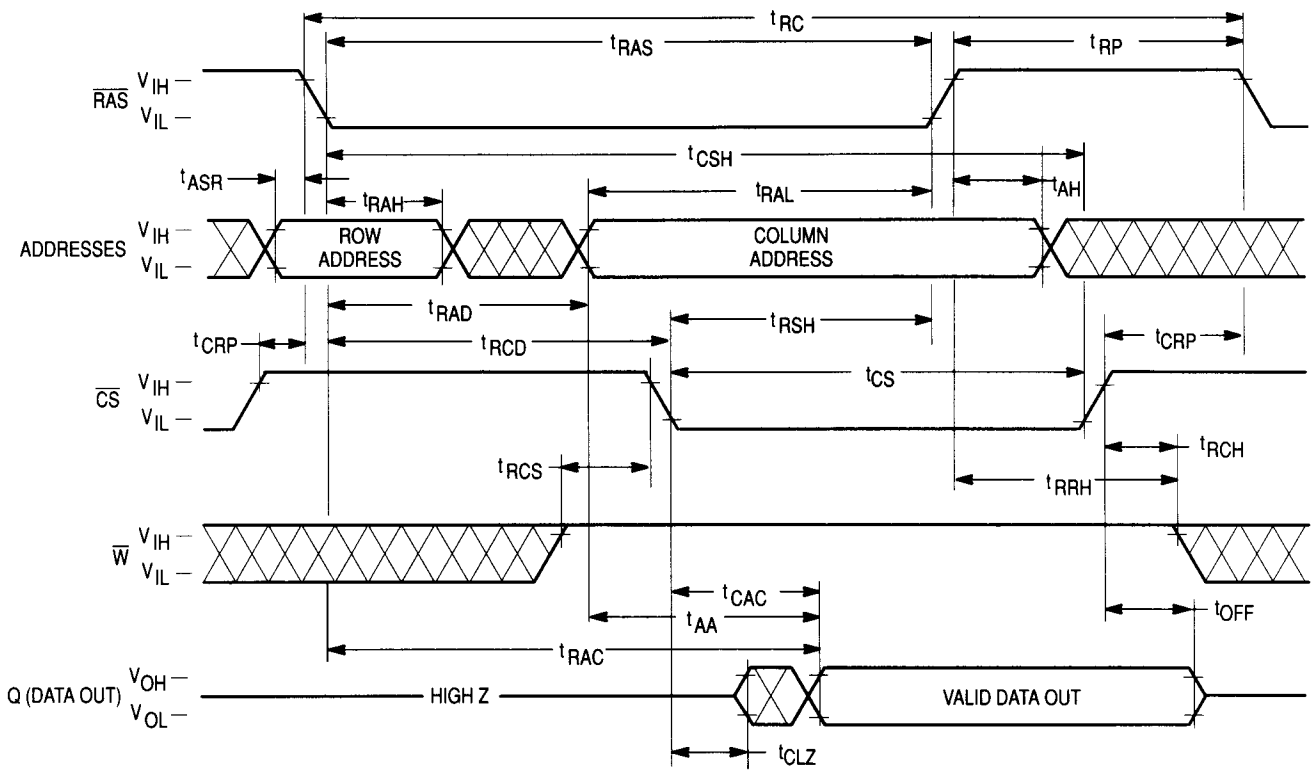 tRC
tRAS
tRP
RAS
VIH
VIL
tCSH
tASR
tRAH
tRAL
tAH
ADDRESSES
VIH
VIL
ROW
ADDRESS
COLUMN
ADDRESS
tRAD
tRSH
tCRP
tRCD
tCRP
tCS
CS
VIH
VIL
tRCS
tRCH
tRRH
W
VIH
VIL
tCAC
tAA
tOFF
tRAC
Q (DATA OUT)
VOH
VOL
HIGH Z
VALID DATA OUT
tCLZ